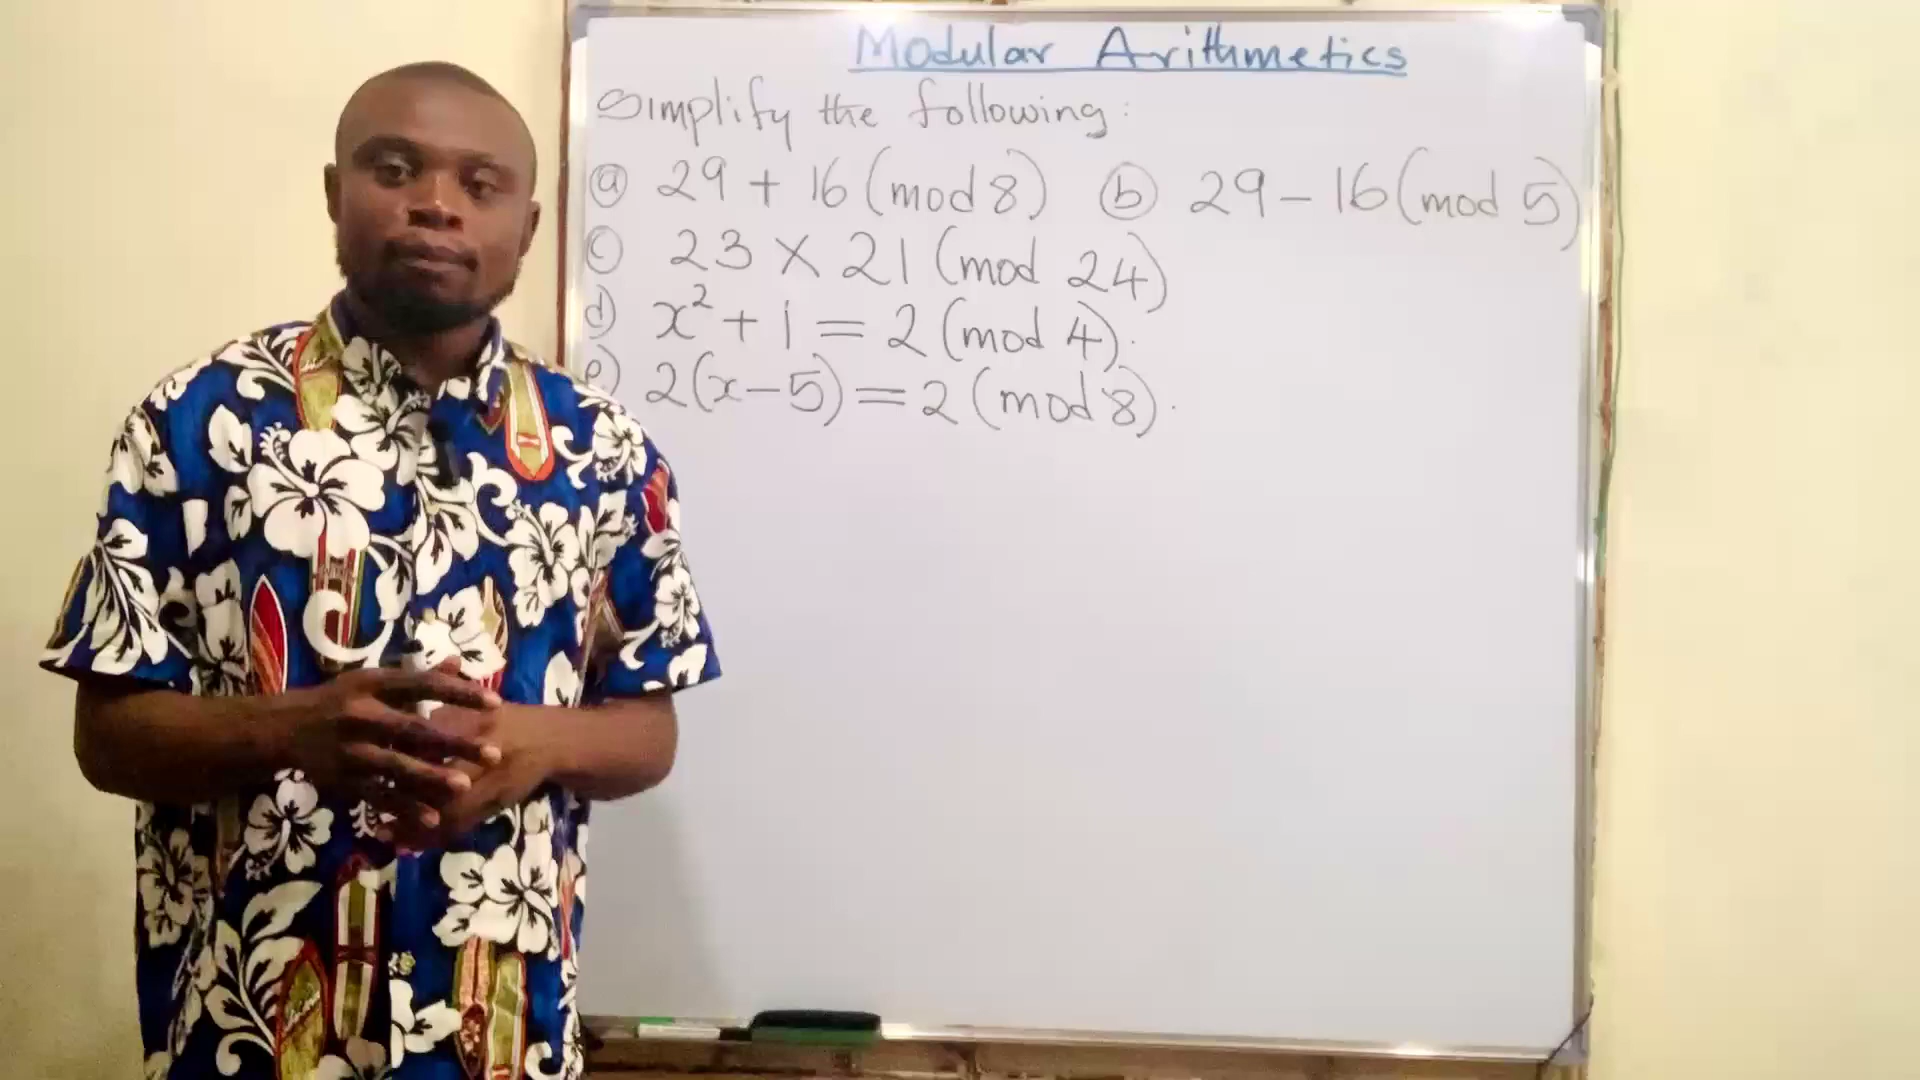 Modular Arithmetics
Simplify the following:
(a) 29 + 16 (mod 8) (b) 29 - 16 (mod 5)
(c) 23 × 21 (mod 24)
(d) x² + 1 = 2 (mod 4).
(e) 2(x - 5) = 2 (mod 8).